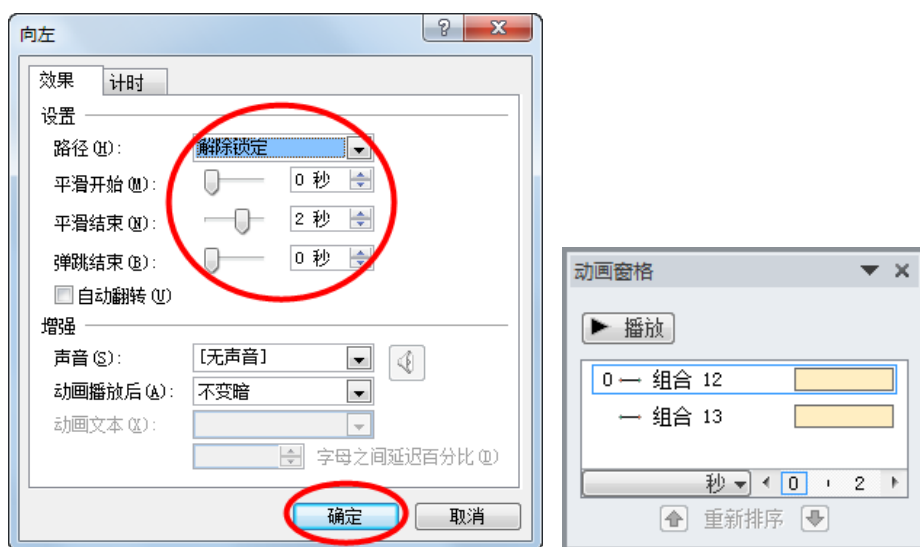 向左
效果 计时
设置
路径(H): 解除锁定
平滑开始(M): 0 秒
平滑结束(N): 2 秒
弹跳结束(B): 0 秒
自动翻转(U)
增强
声音(S): [无声音]
动画播放后(A): 不变暗
动画文本(X):
字母之间延迟百分比(D)
确定 取消
动画窗格
播放
0 组合 12
组合 13
秒 0 2
重新排序